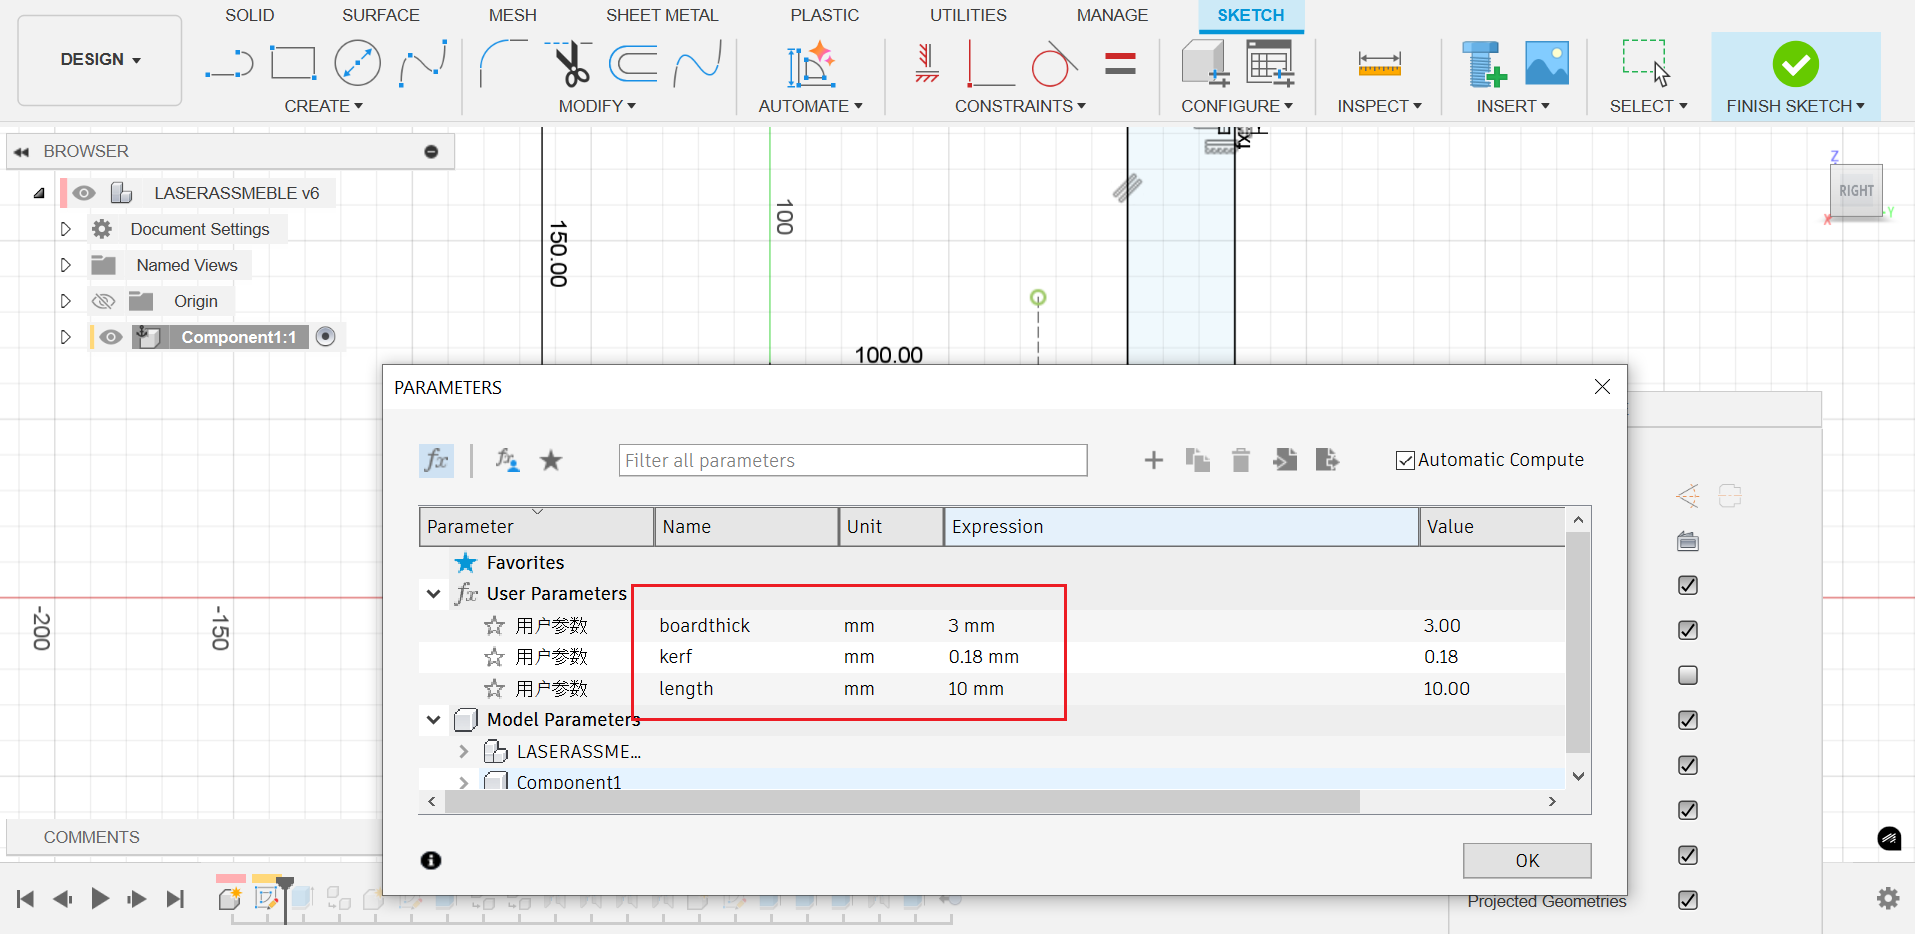 SOLID SURFACE MESH SHEET METAL PLASTIC UTILITIES MANAGE SKETCH
DESIGN
CREATE MODIFY AUTOMATE CONSTRAINTS CONFIGURE INSPECT INSERT SELECT FINISH SKETCH
BROWSER
LASERASSMEBLE v6
Document Settings
Named Views
Origin
Component1:1
150.00
100
100.00
Z
RIGHT
X
Y
-200
-150
PARAMETERS
fx
Filter all parameters
Automatic Compute
Parameter Name Unit Expression Value
Favorites
fx User Parameters
用户参数 boardthick mm 3 mm 3.00
用户参数 kerf mm 0.18 mm 0.18
用户参数 length mm 10 mm 10.00
Model Parameters
LASERASSME...
Component1
OK
COMMENTS
Projected Geometries